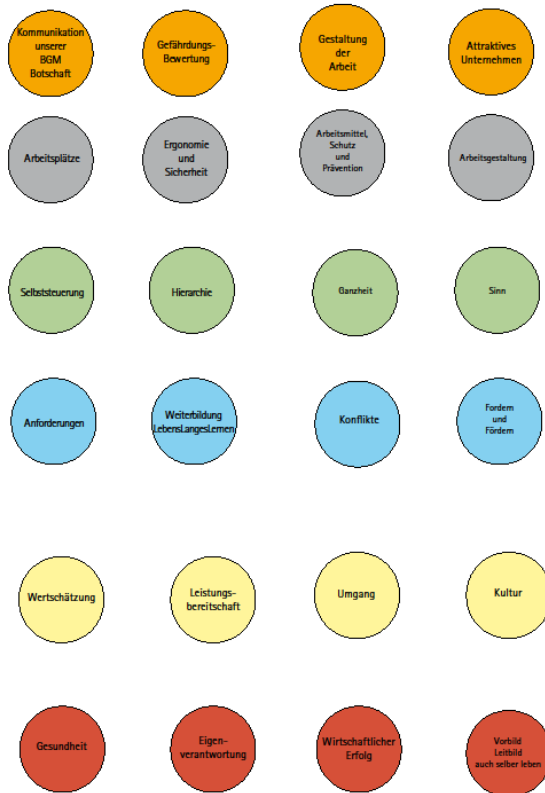 Kommunikation
unserer
BGM
Botschaft
Gefährdungs-
Bewertung
Gestaltung
der
Arbeit
Attraktives
Unternehmen
Arbeitsplätze
Ergonomie
und
Sicherheit
Arbeitsmittel,
Schutz
und
Prävention
Arbeitsgestaltung
Selbststeuerung
Hierarchie
Ganzheit
Sinn
Anforderungen
Weiterbildung
LebensLangesLernen
Konflikte
Fordern
und
Fördern
Wertschätzung
Leistungs-
bereitschaft
Umgang
Kultur
Gesundheit
Eigen-
verantwortung
Wirtschaftlicher
Erfolg
Vorbild
Leitbild
auch selber leben